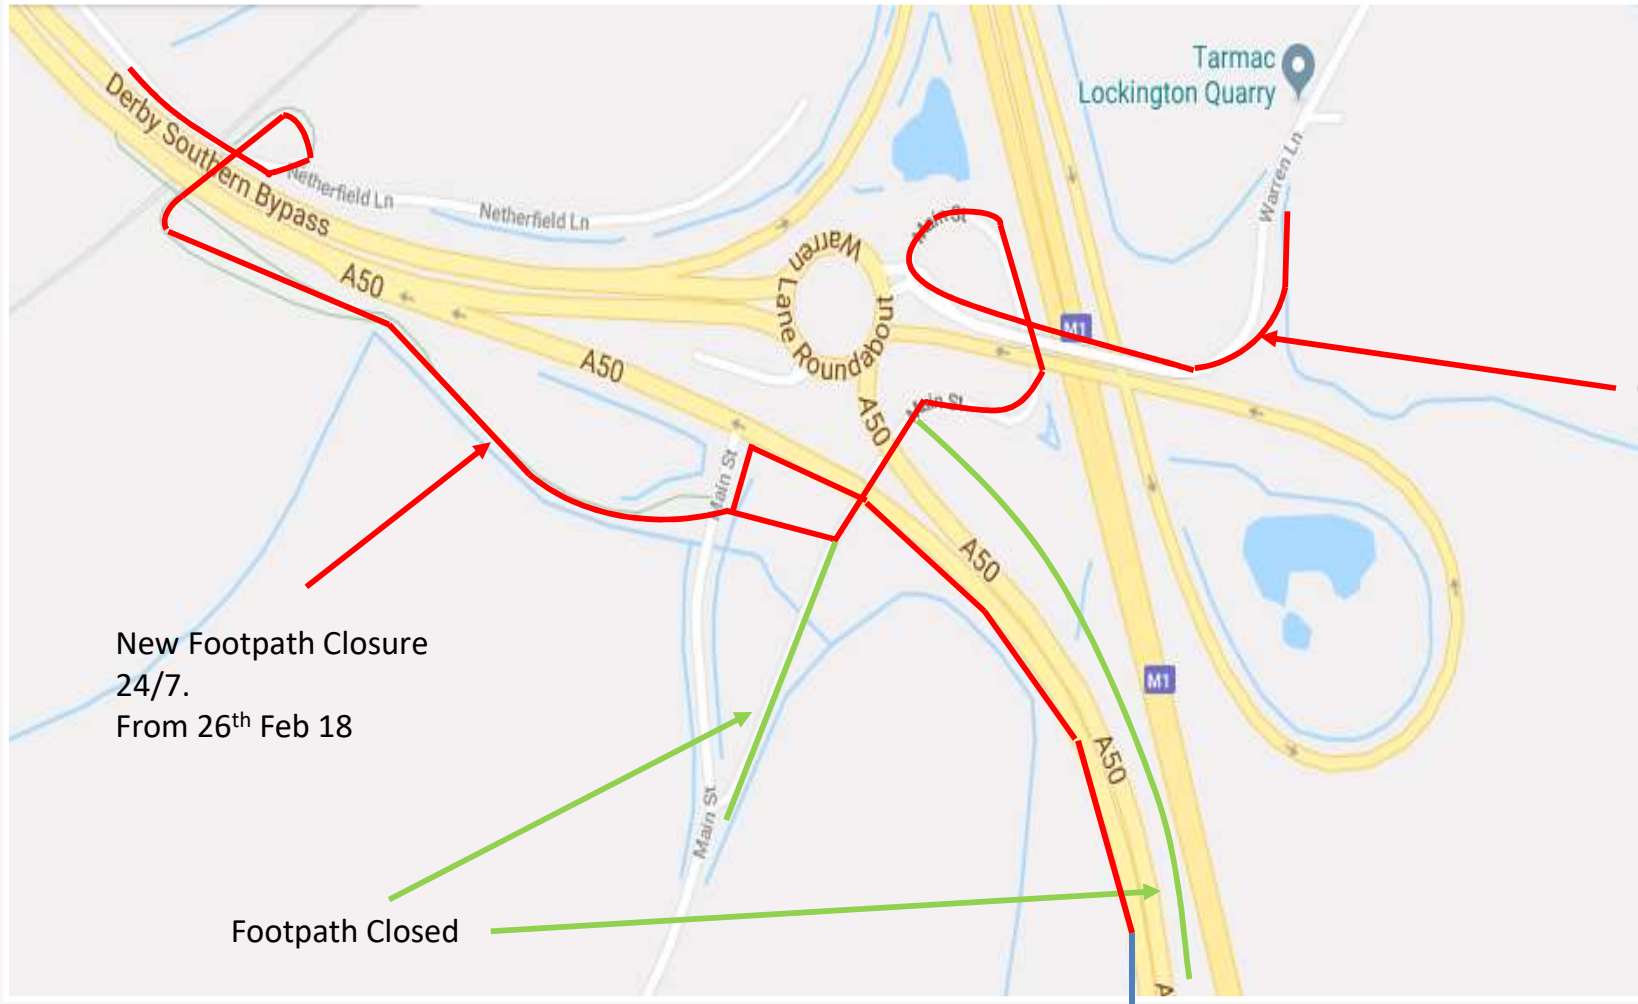 Tarmac
Lockington Quarry
Derby Southern Bypass
Netherfield Ln
Netherfield Ln
Main St
Warren Ln
A50
Warren Lane Roundabout
M1
A50
A50
Main St
Main St
A50
New Footpath Closure
24/7.
From 26th Feb 18
M1
A50
Main St
Footpath Closed
A